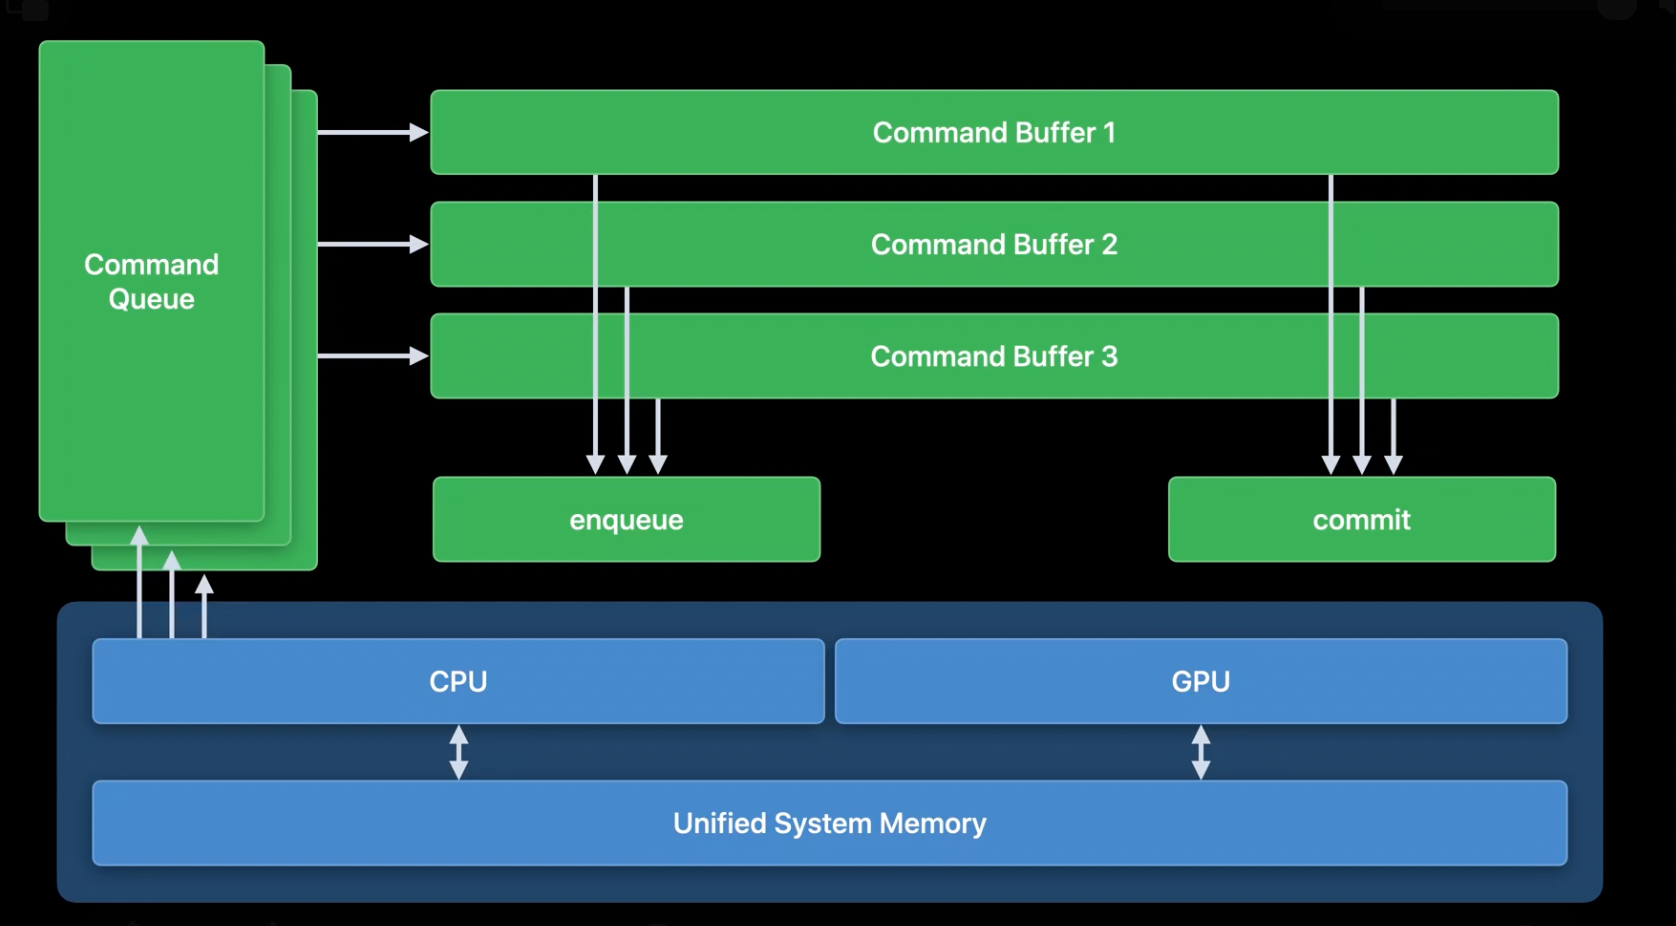 Command
Queue
Command Buffer 1
Command Buffer 2
Command Buffer 3
enqueue
commit
CPU
GPU
Unified System Memory